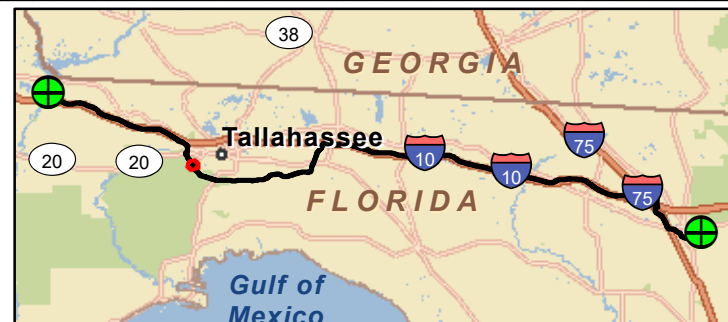 38
GEORGIA
Tallahassee
75
20
20
10
10
75
FLORIDA
Gulf of
Mexico